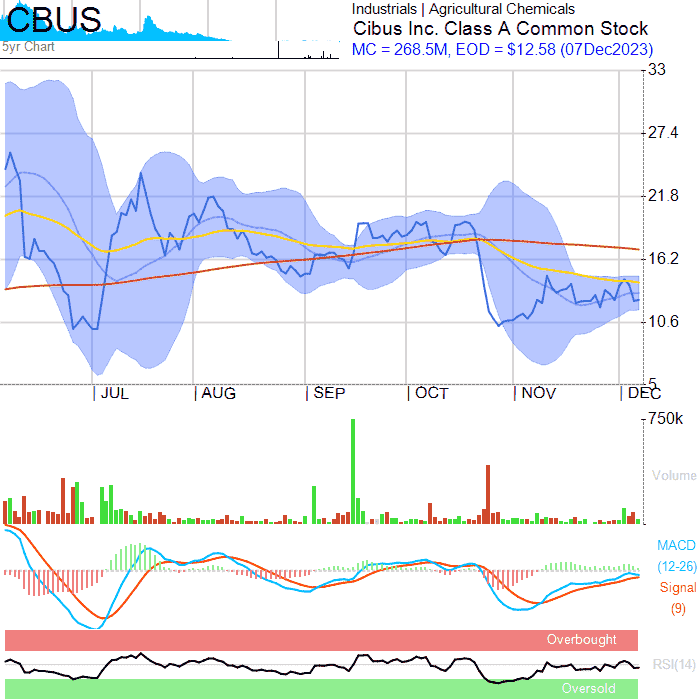 CBUS
5yr Chart
Industrials | Agricultural Chemicals
Cibus Inc. Class A Common Stock
MC = 268.5M, EOD = $12.58 (07Dec2023)
33
27.4
21.8
16.2
10.6
5
JUL AUG SEP OCT NOV DEC
750k
Volume
MACD
(12-26)
Signal
(9)
Overbought
RSI(14)
Oversold